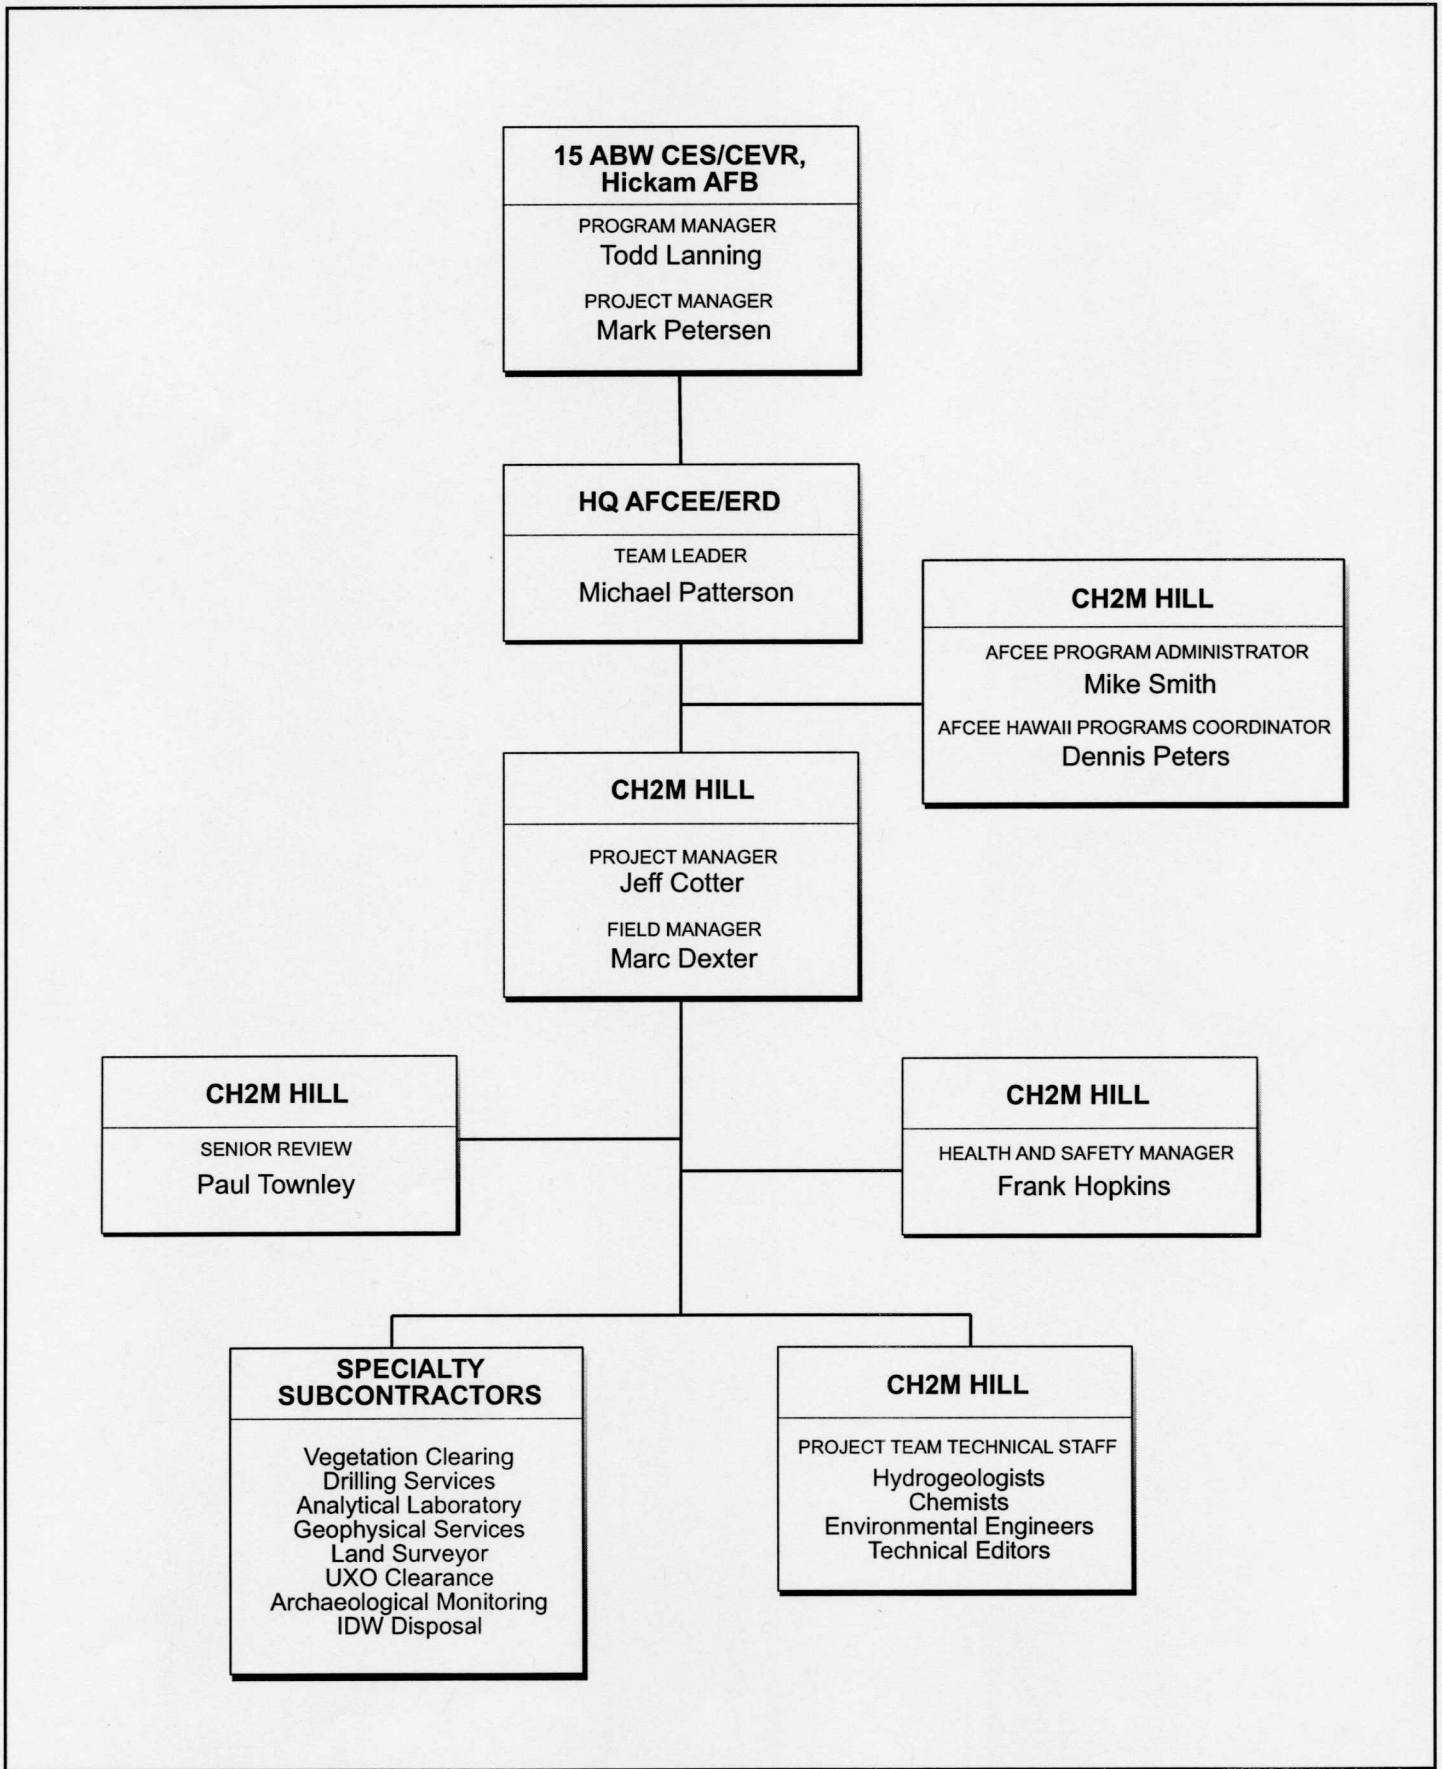 15 ABW CES/CEVR,
Hickam AFB
PROGRAM MANAGER
Todd Lanning
PROJECT MANAGER
Mark Petersen
HQ AFCEE/ERD
TEAM LEADER
Michael Patterson
CH2M HILL
AFCEE PROGRAM ADMINISTRATOR
Mike Smith
AFCEE HAWAII PROGRAMS COORDINATOR
Dennis Peters
CH2M HILL
PROJECT MANAGER
Jeff Cotter
FIELD MANAGER
Marc Dexter
CH2M HILL
SENIOR REVIEW
Paul Townley
CH2M HILL
HEALTH AND SAFETY MANAGER
Frank Hopkins
SPECIALTY
SUBCONTRACTORS
Vegetation Clearing
Drilling Services
Analytical Laboratory
Geophysical Services
Land Surveyor
UXO Clearance
Archaeological Monitoring
IDW Disposal
CH2M HILL
PROJECT TEAM TECHNICAL STAFF
Hydrogeologists
Chemists
Environmental Engineers
Technical Editors